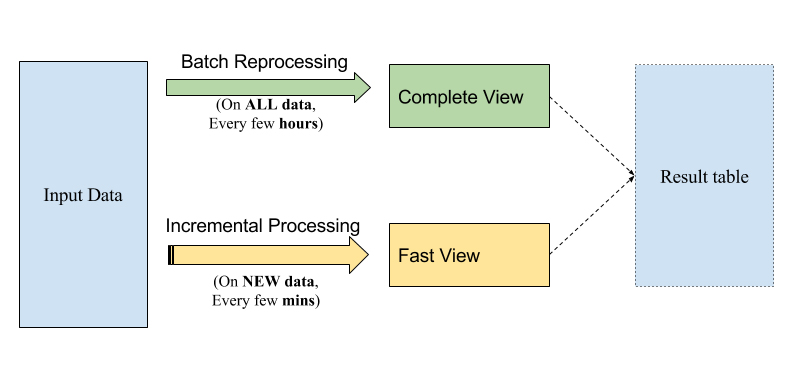 Input Data
Batch Reprocessing
(On ALL data,
Every few hours)
Complete View
Incremental Processing
(On NEW data,
Every few mins)
Fast View
Result table